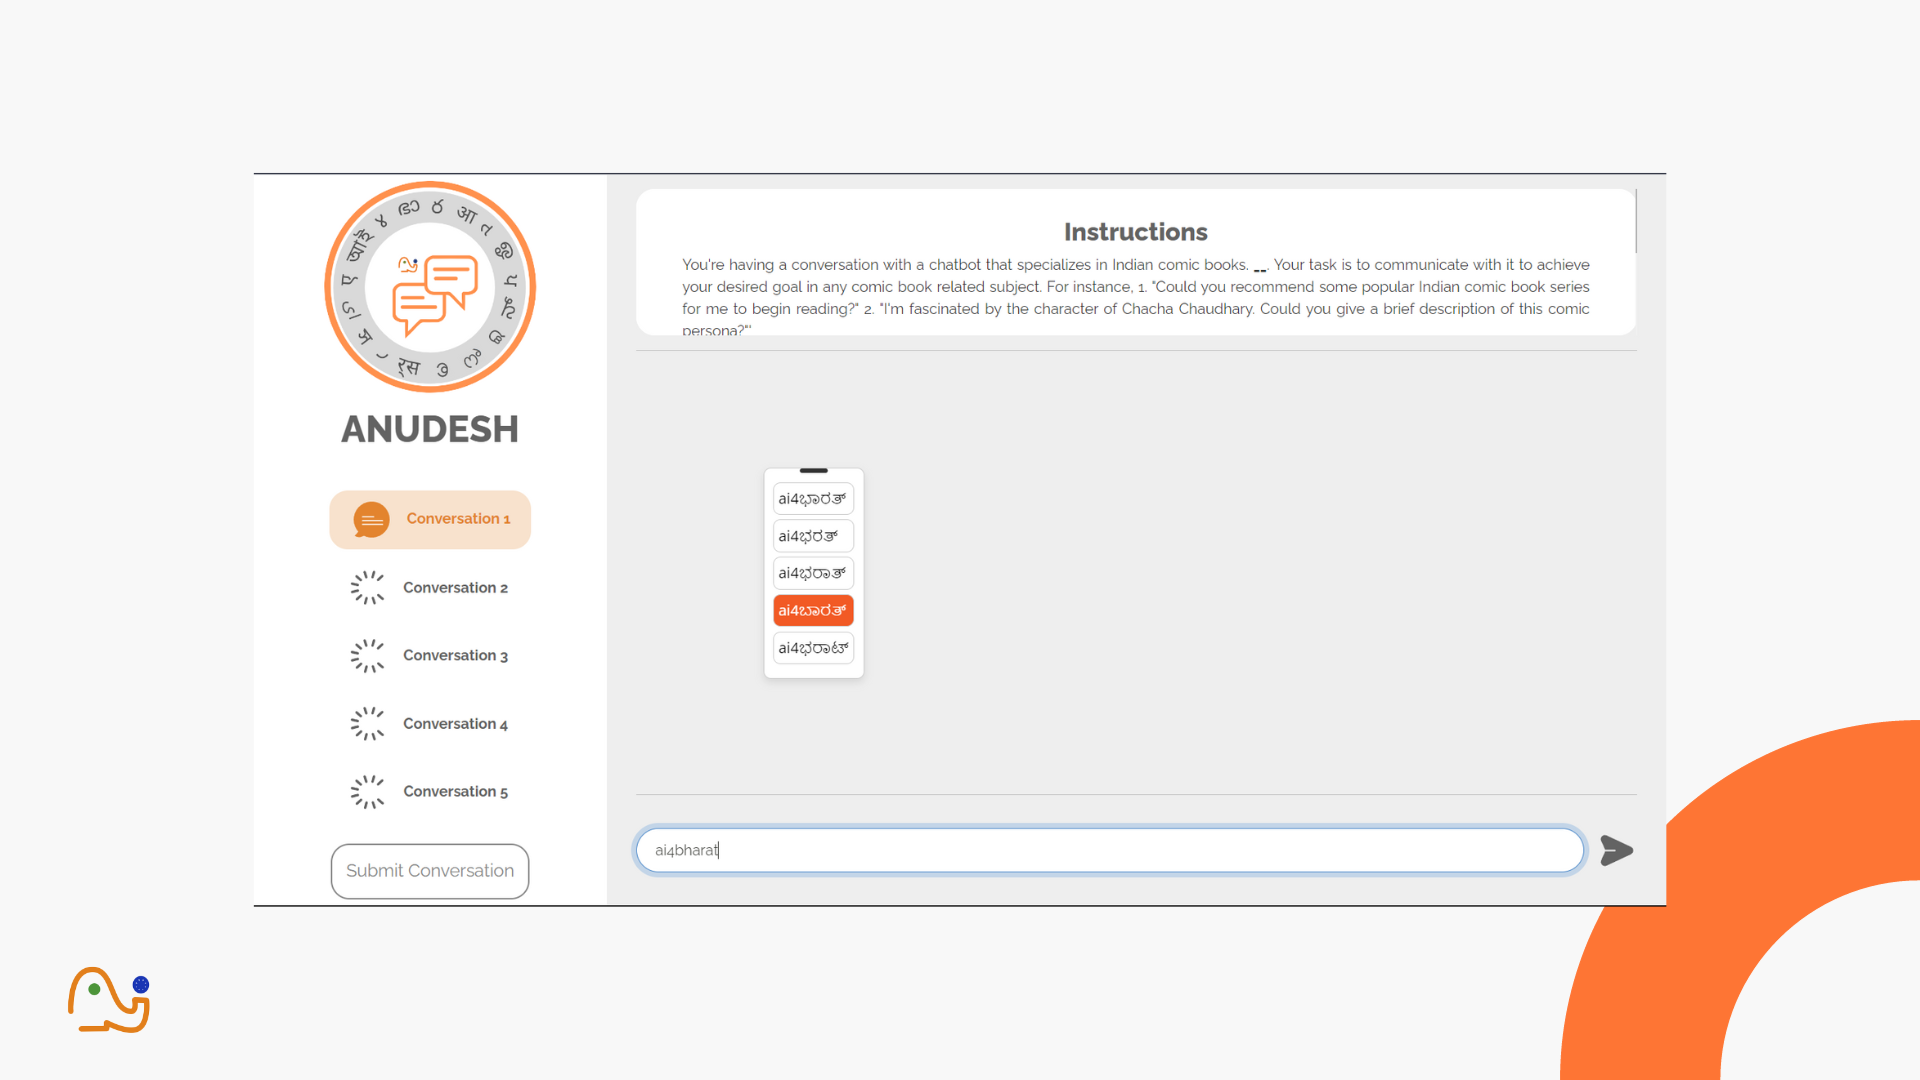 ANUDESH
Conversation 1
Conversation 2
Conversation 3
Conversation 4
Conversation 5
Submit Conversation
Instructions
You're having a conversation with a chatbot that specializes in Indian comic books. __. Your task is to communicate with it to achieve
your desired goal in any comic book related subject. For instance, 1. "Could you recommend some popular Indian comic book series
for me to begin reading?" 2. "I'm fascinated by the character of Chacha Chaudhary. Could you give a brief description of this comic
persona?"'
ai4ಭಾರತ್
ai4ಭರತ್
ai4ಭರಾತ್
ai4ಬಾರತ್
ai4ಭರಾಟ್
ai4bharat